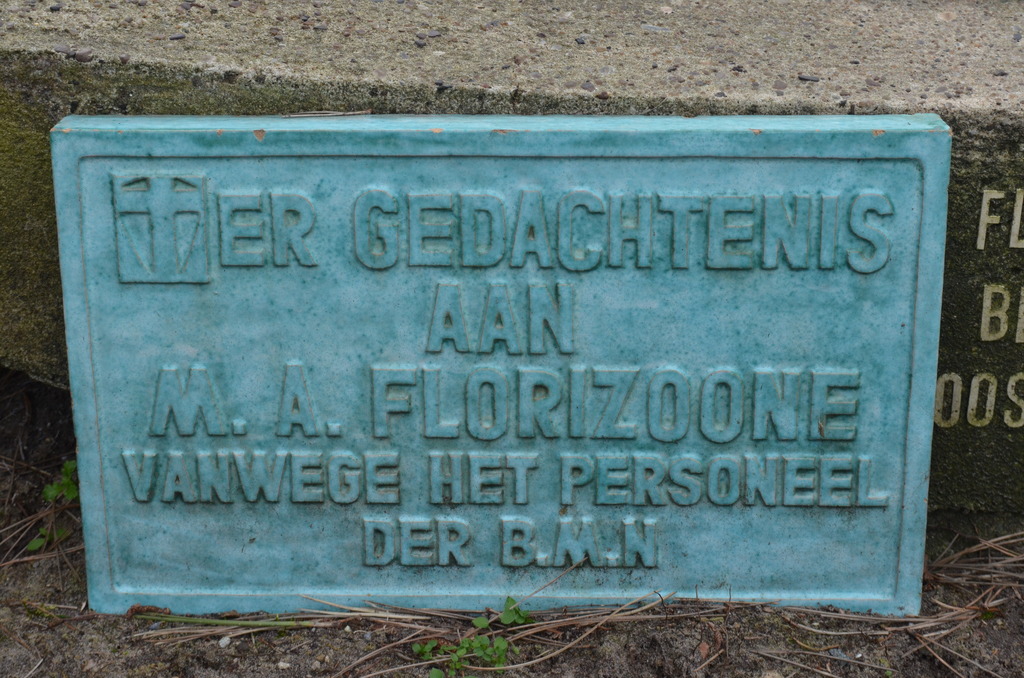 TER GEDACHTENIS
AAN
M. A. FLORIZOONE
VANWEGE HET PERSONEEL
DER B.M.N